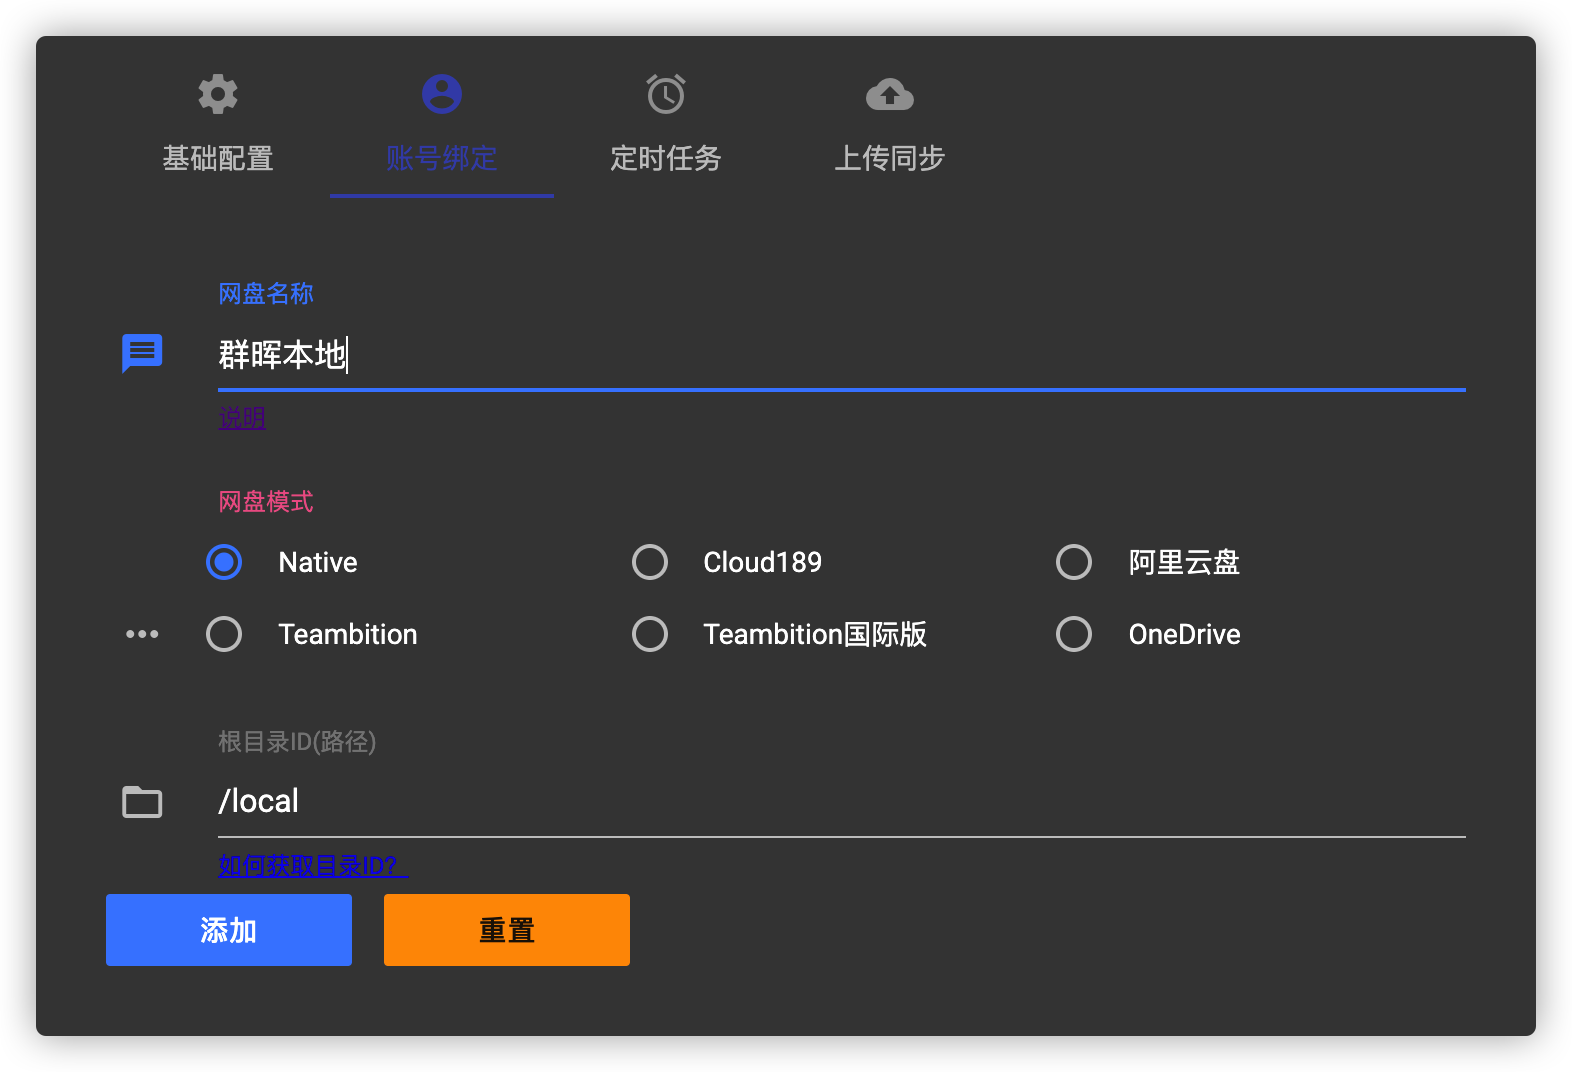 基础配置 账号绑定 定时任务 上传同步
网盘名称
群晖本地
说明
网盘模式
Native Cloud189 阿里云盘
Teambition Teambition国际版 OneDrive
根目录ID(路径)
/local
如何获取目录ID？
添加 重置